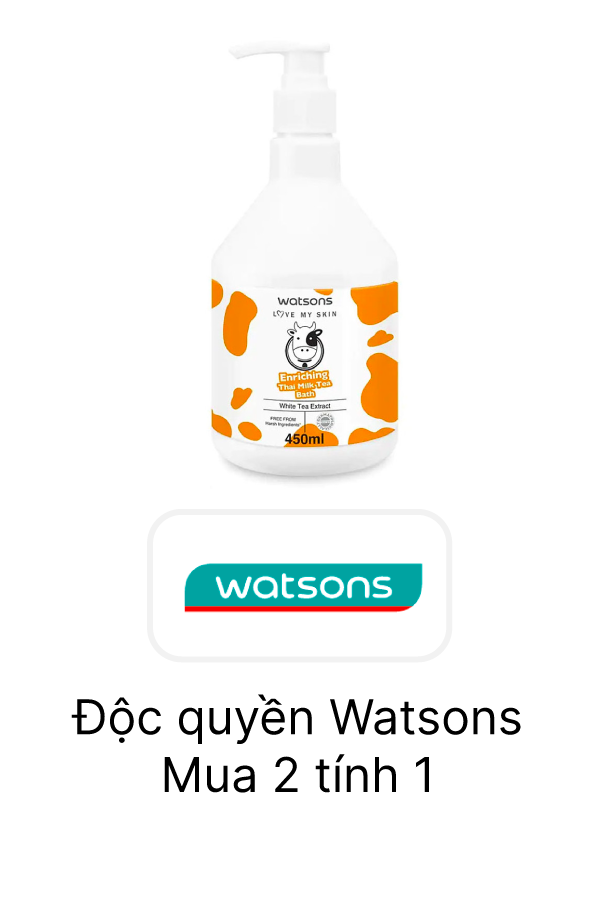 watsons
LOVE MY SKIN
Enriching
Thai Milk Tea
Bath
White Tea Extract
FREE FROM
Harsh Ingredients*
450ml
watsons
Độc quyền Watsons
Mua 2 tính 1